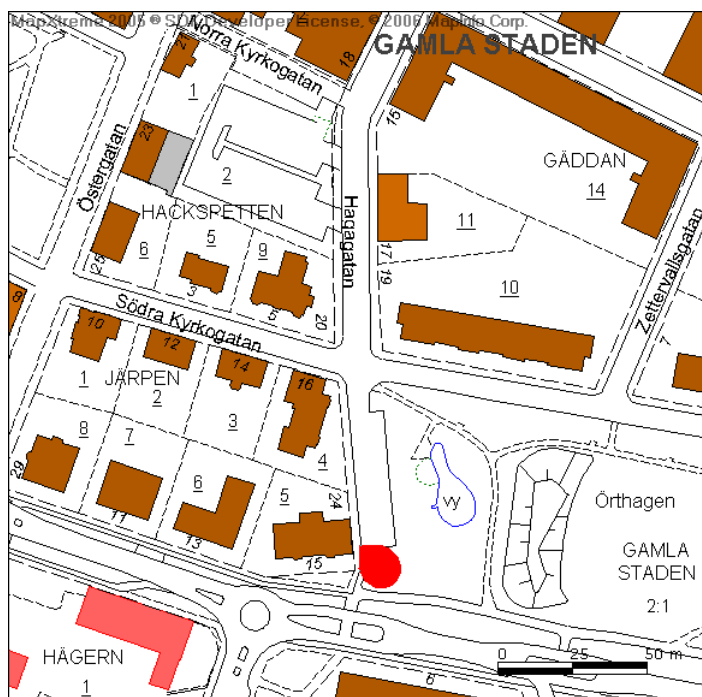 MapXtreme 2005 ® SDK Developer License, © 2006 MapInfo Corp.
GAMLA STADEN
Norra Kyrkogatan
18
2
1
15
23
Östergatan
2
GÄDDAN
14
HACKSPETTEN
Hagagatan
11
6
5
9
17
25
3
5
20
19
10
Zettervallsgatan
8
Södra Kyrkogatan
7
10
12
14
16
1
JÄRPEN
2
3
4
8
7
6
5
24
29
11
13
15
vy
Örthagen
GAMLA
STADEN
2:1
HÄGERN
1
0 25 50 m
6